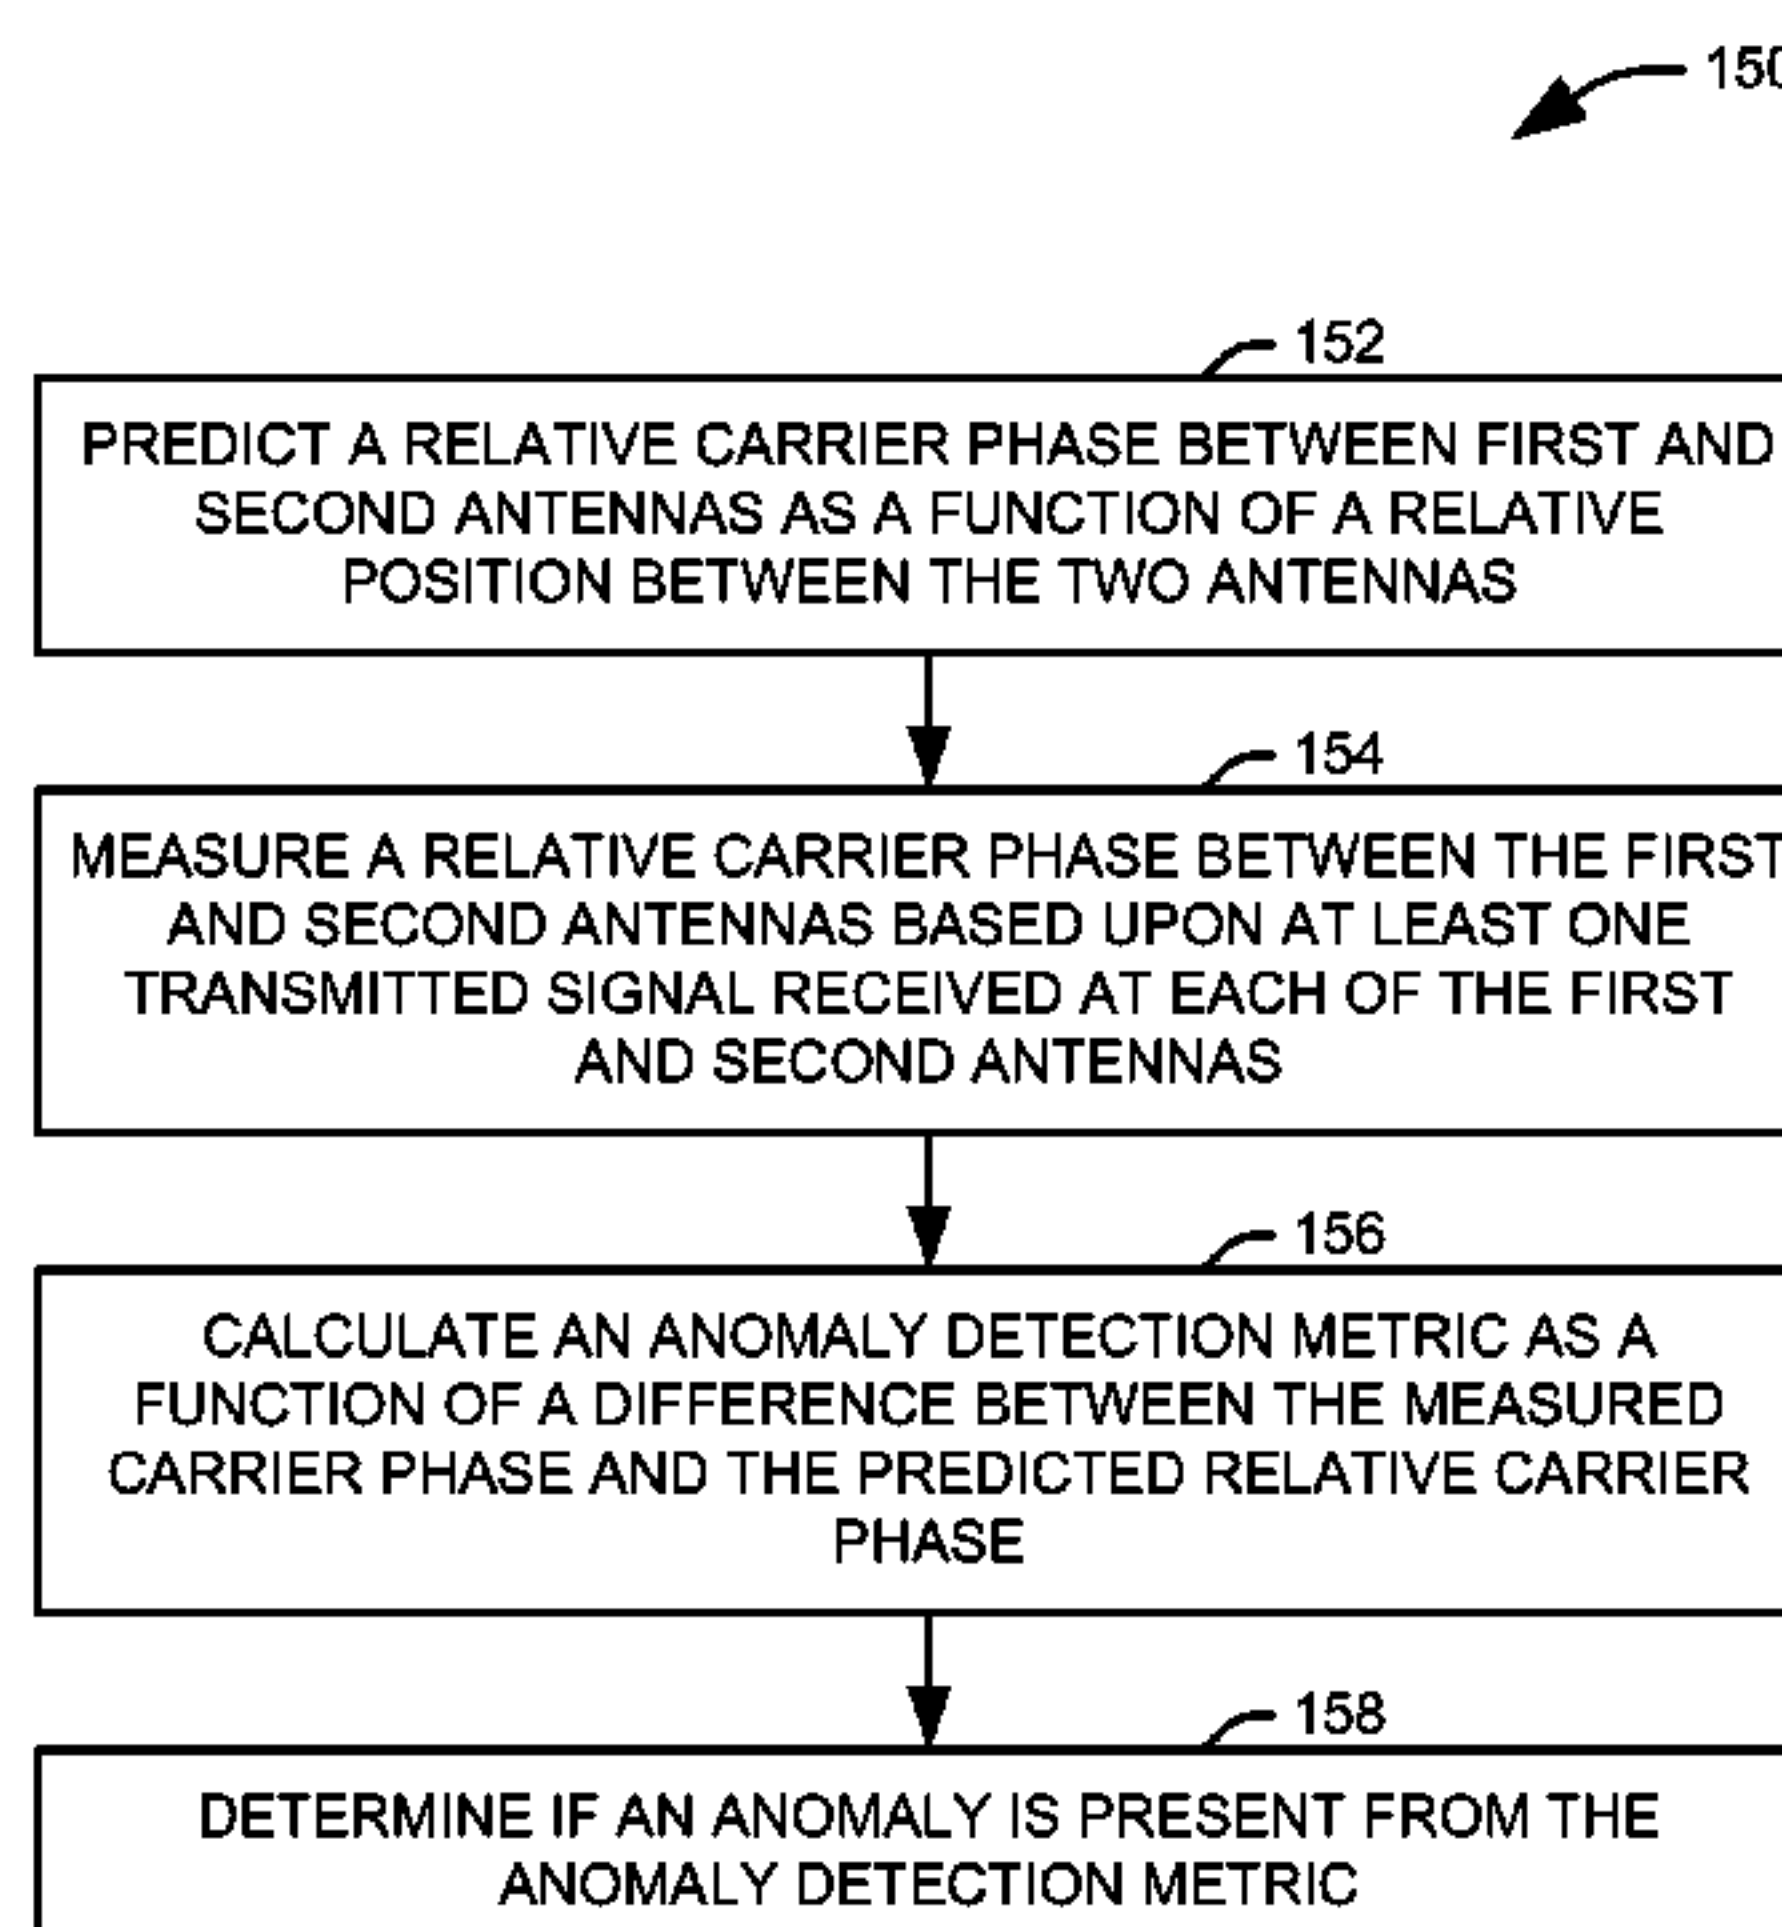 150
152
PREDICT A RELATIVE CARRIER PHASE BETWEEN FIRST AND
SECOND ANTENNAS AS A FUNCTION OF A RELATIVE
POSITION BETWEEN THE TWO ANTENNAS
154
MEASURE A RELATIVE CARRIER PHASE BETWEEN THE FIRST
AND SECOND ANTENNAS BASED UPON AT LEAST ONE
TRANSMITTED SIGNAL RECEIVED AT EACH OF THE FIRST
AND SECOND ANTENNAS
156
CALCULATE AN ANOMALY DETECTION METRIC AS A
FUNCTION OF A DIFFERENCE BETWEEN THE MEASURED
CARRIER PHASE AND THE PREDICTED RELATIVE CARRIER
PHASE
158
DETERMINE IF AN ANOMALY IS PRESENT FROM THE
ANOMALY DETECTION METRIC